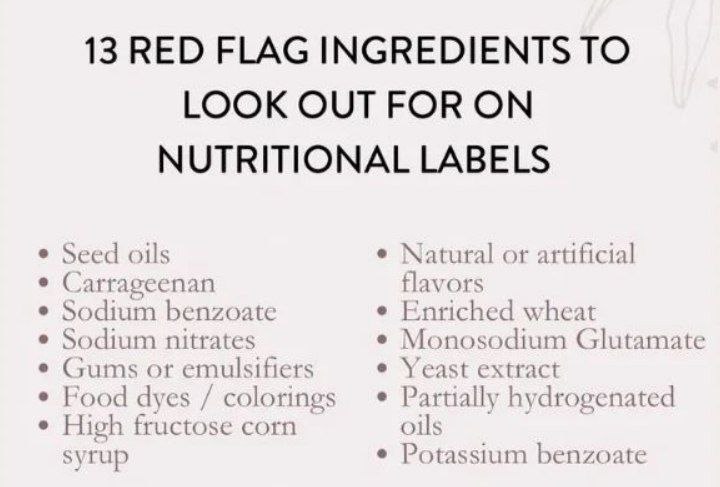 13 RED FLAG INGREDIENTS TO
LOOK OUT FOR ON
NUTRITIONAL LABELS
• Seed oils
• Carrageenan
• Sodium benzoate
• Sodium nitrates
• Gums or emulsifiers
• Food dyes / colorings
• High fructose corn
syrup
• Natural or artificial
flavors
• Enriched wheat
• Monosodium Glutamate
• Yeast extract
• Partially hydrogenated
oils
• Potassium benzoate